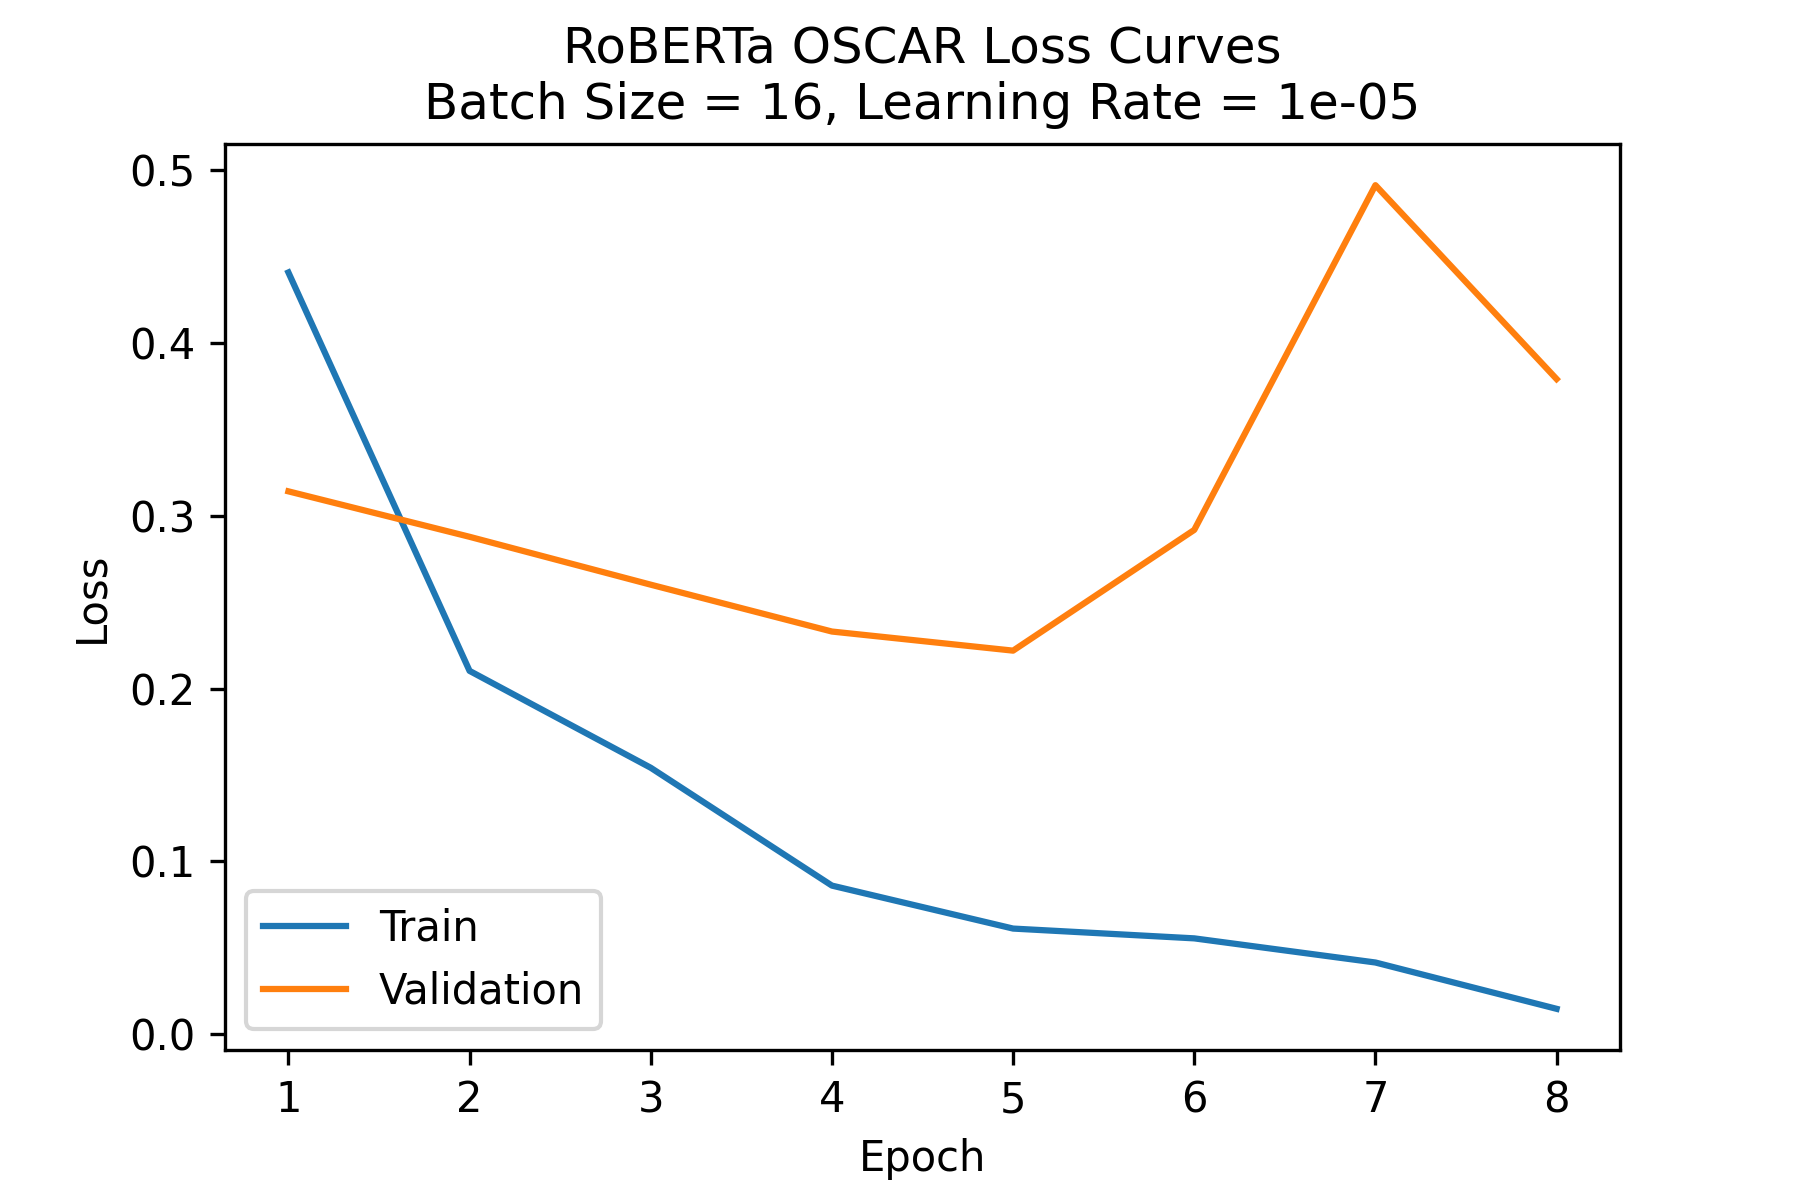 RoBERTa OSCAR Loss Curves
Batch Size = 16, Learning Rate = 1e-05
0.5
0.4
0.3
0.2
0.1
0.0
Loss
Train
Validation
1 2 3 4 5 6 7 8
Epoch